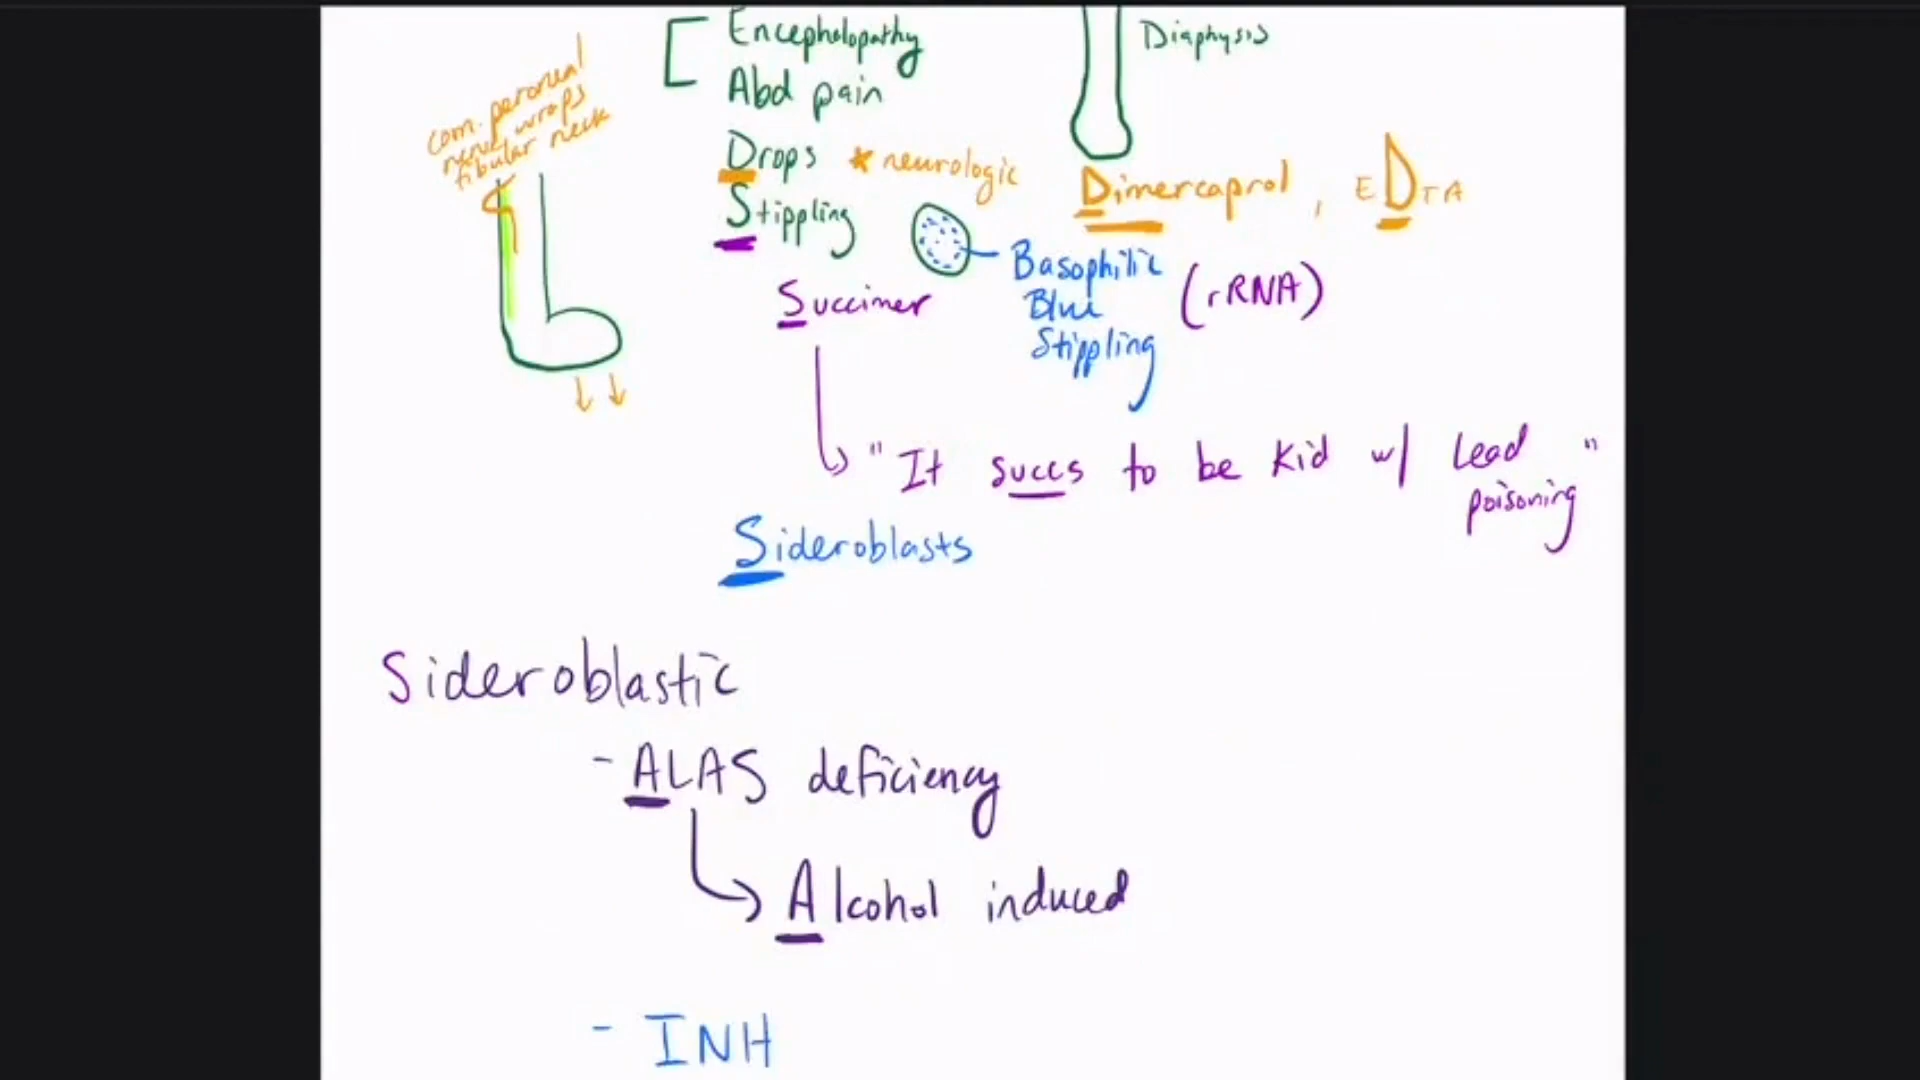 Encephalopathy
Abd pain
Diaphysis
com. peroneal
nerve wraps
fibular neck
Drops * neurologic
Dimercaprol, EDTA
Stippling
Basophilic
Blue
Stippling
(rRNA)
Succimer
"It succs to be kid w/ lead
poisoning"
Sideroblasts
Sideroblastic
- ALAS deficiency
Alcohol induced
- INH